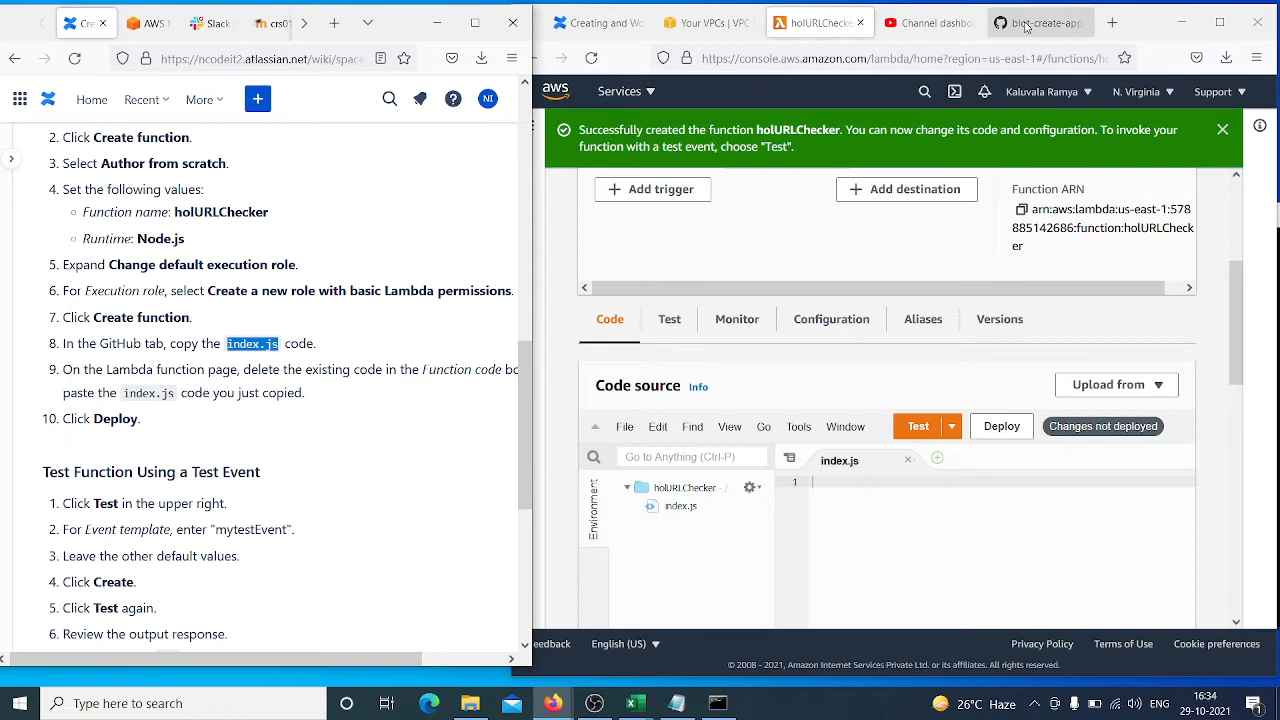 Cre
AWS M
Slack
crs0
Creating and Wo
Your VPCs | VPC
holURLChecke
Channel dashbo
blog-create-app
https://ncodeit2.atlassian.net/wiki/space
https://console.aws.amazon.com/lambda/home?region=us-east-1#/functions/ho
Home
Recent
More
NI
aws
Services
Kaluvala Ramya
N. Virginia
Support
2. Click Create function.
3. Select Author from scratch.
4. Set the following values:
Function name: holURLChecker
Runtime: Node.js
5. Expand Change default execution role.
6. For Execution role, select Create a new role with basic Lambda permissions.
7. Click Create function.
8. In the GitHub tab, copy the index.js code.
9. On the Lambda function page, delete the existing code in the Function code bo
paste the index.js code you just copied.
10. Click Deploy.
Test Function Using a Test Event
1. Click Test in the upper right.
2. For Event template, enter "mytestEvent".
3. Leave the other default values.
4. Click Create.
5. Click Test again.
6. Review the output response.
Successfully created the function holURLChecker. You can now change its code and configuration. To invoke your
function with a test event, choose "Test".
Add trigger
Add destination
Function ARN
arn:aws:lambda:us-east-1:578
885142686:function:holURLCheck
er
Code
Test
Monitor
Configuration
Aliases
Versions
Code source Info
Upload from
File
Edit
Find
View
Go
Tools
Window
Test
Deploy
Changes not deployed
Go to Anything (Ctrl-P)
index.js
1
Environment
holURLChecker - /
index.js
eedback
English (US)
Privacy Policy
Terms of Use
Cookie preferences
© 2008 - 2021, Amazon Internet Services Private Ltd. or its affiliates. All rights reserved.
Type here to search
26°C Haze
ENG
16:34
29-10-2021